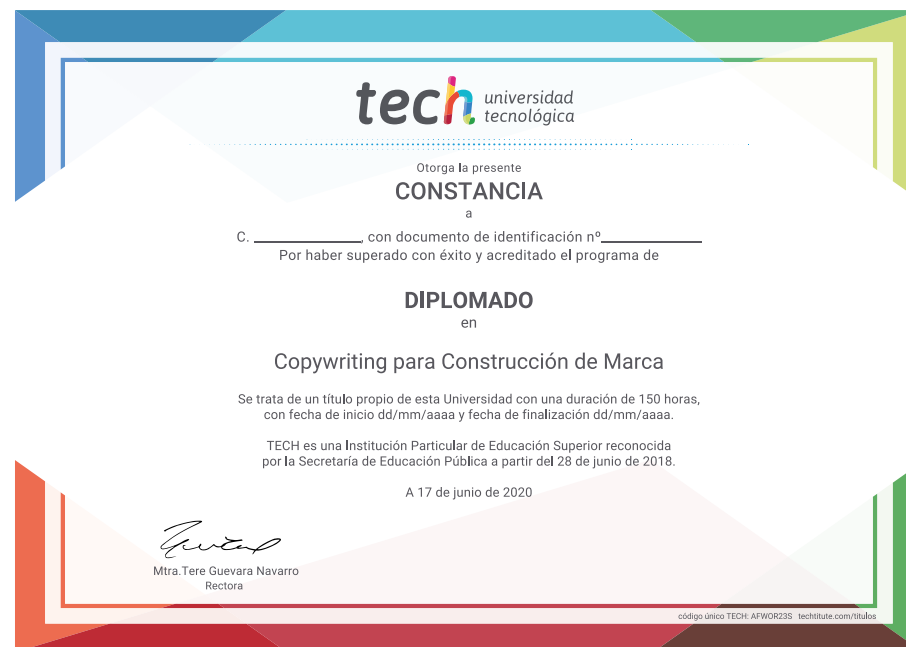 tech universidad
tecnológica
Otorga la presente
CONSTANCIA
a
C. ______________, con documento de identificación nº______________
Por haber superado con éxito y acreditado el programa de
DIPLOMADO
en
Copywriting para Construcción de Marca
Se trata de un título propio de esta Universidad con una duración de 150 horas,
con fecha de inicio dd/mm/aaaa y fecha de finalización dd/mm/aaaa.
TECH es una Institución Particular de Educación Superior reconocida
por la Secretaría de Educación Pública a partir del 28 de junio de 2018.
A 17 de junio de 2020
Mtra.Tere Guevara Navarro
Rectora
código único TECH: AFWOR23S techtitute.com/titulos